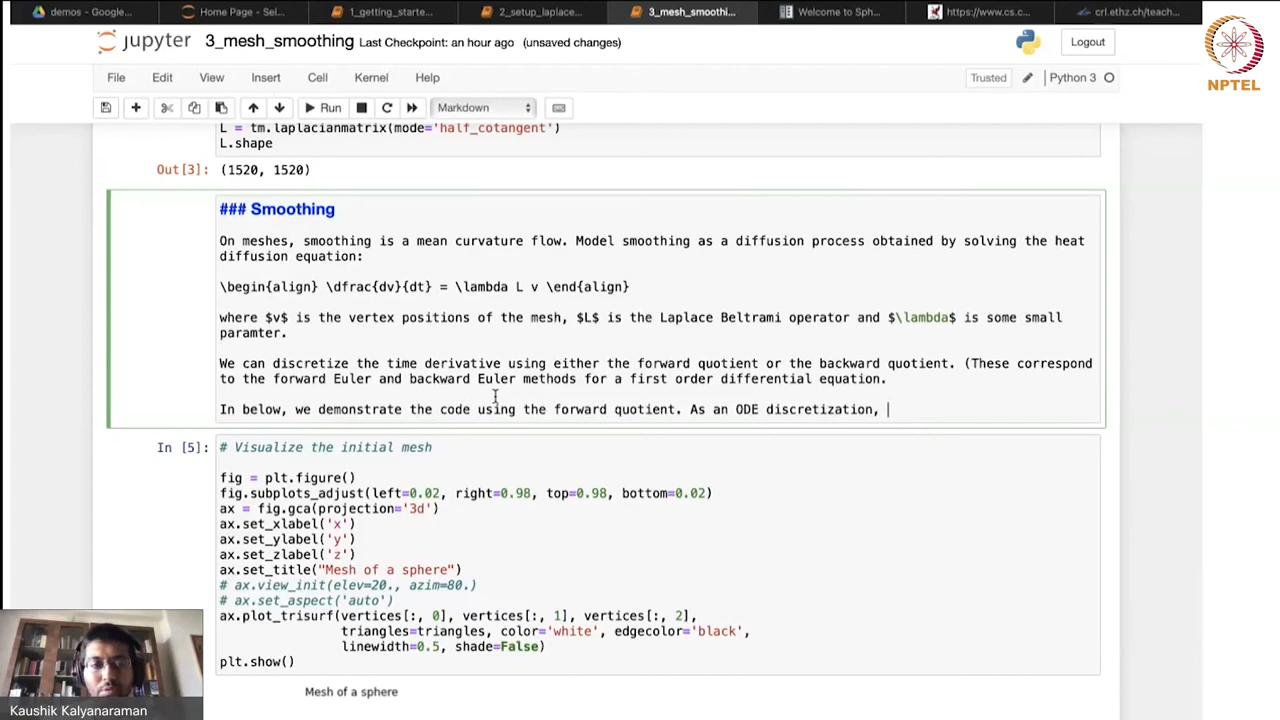 demos – Google...
Home Page - Sel...
1_getting_starte...
2_setup_laplace...
3_mesh_smoothi...
Welcome to Sph...
https://www.cs.c...
crl.ethz.ch/teach...
jupyter 3_mesh_smoothing Last Checkpoint: an hour ago (unsaved changes)
Logout
NPTEL
File Edit View Insert Cell Kernel Help
Trusted
Python 3
Run
Markdown
L = tm.laplacianmatrix(mode='half_cotangent')
L.shape
Out[3]: (1520, 1520)
### Smoothing
On meshes, smoothing is a mean curvature flow. Model smoothing as a diffusion process obtained by solving the heat
diffusion equation:
\begin{align} \dfrac{dv}{dt} = \lambda L v \end{align}
where $v$ is the vertex positions of the mesh, $L$ is the Laplace Beltrami operator and $\lambda$ is some small
paramter.
We can discretize the time derivative using either the forward quotient or the backward quotient. (These correspond
to the forward Euler and backward Euler methods for a first order differential equation.
In below, we demonstrate the code using the forward quotient. As an ODE discretization,
In [5]: # Visualize the initial mesh
fig = plt.figure()
fig.subplots_adjust(left=0.02, right=0.98, top=0.98, bottom=0.02)
ax = fig.gca(projection='3d')
ax.set_xlabel('x')
ax.set_ylabel('y')
ax.set_zlabel('z')
ax.set_title("Mesh of a sphere")
# ax.view_init(elev=20., azim=80.)
# ax.set_aspect('auto')
ax.plot_trisurf(vertices[:, 0], vertices[:, 1], vertices[:, 2],
triangles=triangles, color='white', edgecolor='black',
linewidth=0.5, shade=False)
plt.show()
Mesh of a sphere
Kaushik Kalyanaraman